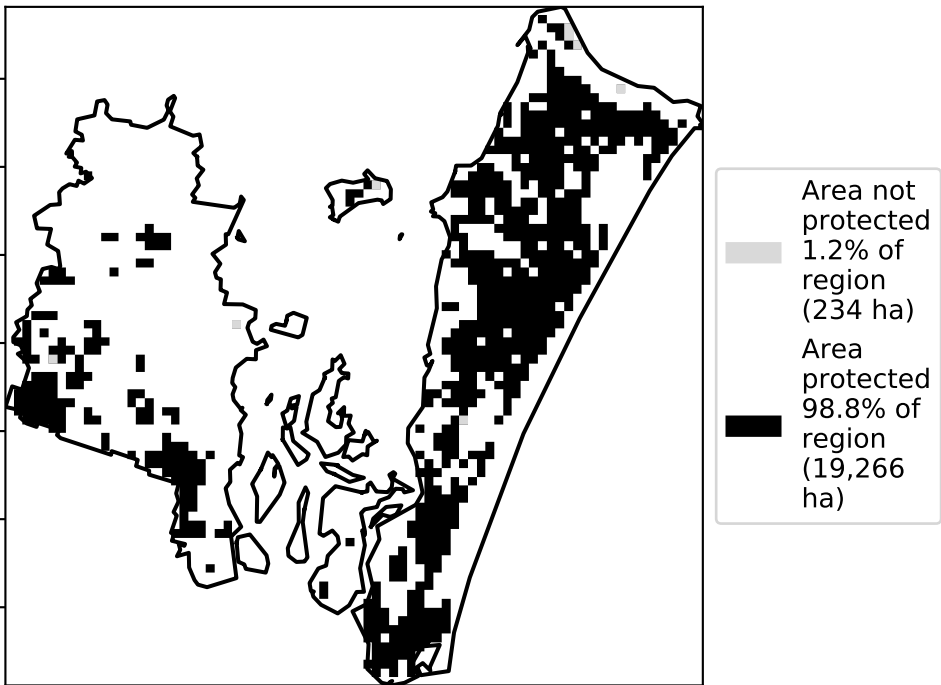 Area not
protected
1.2% of
region
(234 ha)
Area
protected
98.8% of
region
(19,266
ha)